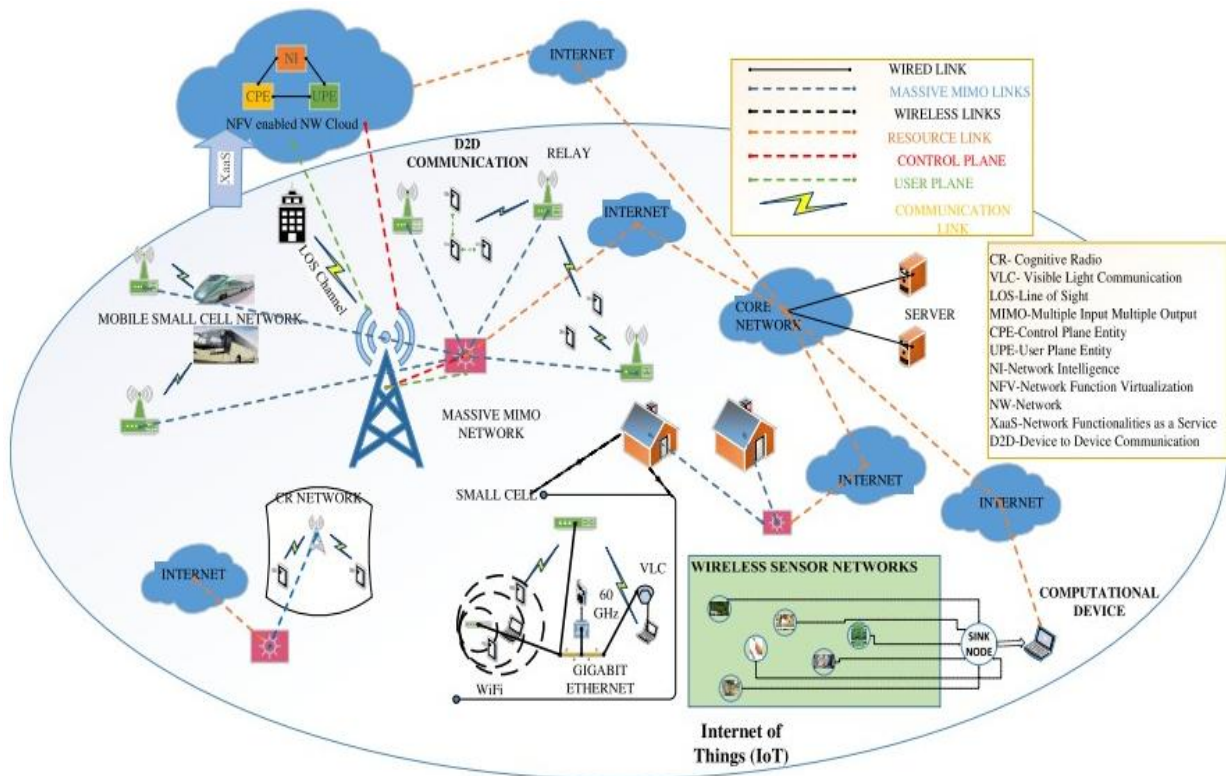 INTERNET
NI
CPE
UPE
NFV enabled NW Cloud
XaaS
WIRED LINK
MASSIVE MIMO LINKS
WIRELESS LINKS
RESOURCE LINK
CONTROL PLANE
USER PLANE
COMMUNICATION
LINK
D2D
COMMUNICATION
RELAY
INTERNET
LOS Channel
MOBILE SMALL CELL NETWORK
CORE
NETWORK
SERVER
CR- Cognitive Radio
VLC- Visible Light Communication
LOS-Line of Sight
MIMO-Multiple Input Multiple Output
CPE-Control Plane Entity
UPE-User Plane Entity
NI-Network Intelligence
NFV-Network Function Virtualization
NW-Network
XaaS-Network Functionalities as a Service
D2D-Device to Device Communication
MASSIVE MIMO
NETWORK
SMALL CELL
INTERNET
INTERNET
CR NETWORK
INTERNET
VLC
60
GHz
WiFi
GIGABIT
ETHERNET
WIRELESS SENSOR NETWORKS
SINK
NODE
COMPUTATIONAL
DEVICE
Internet of
Things (IoT)